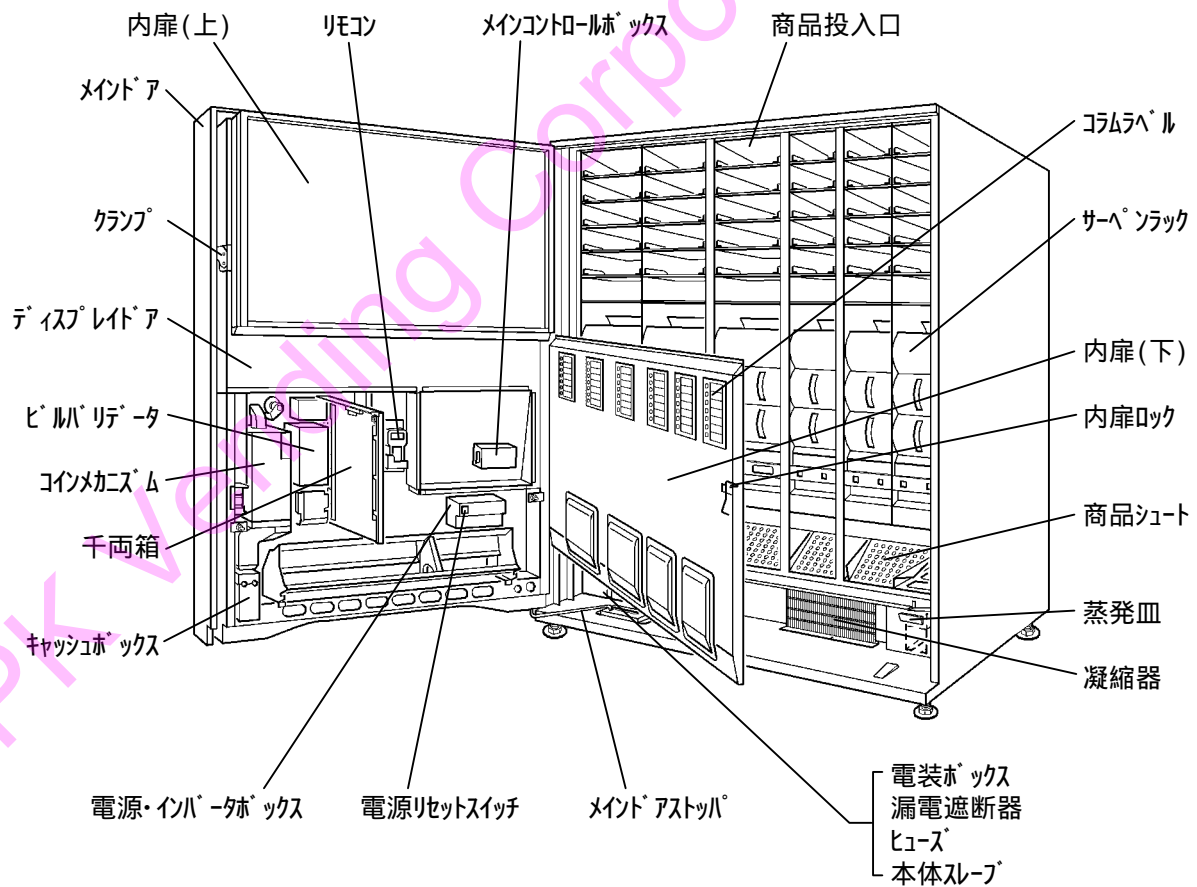 内扉(上)
リモコン
メインコントロールボックス
商品投入口
メインドア
コラムラベル
クランプ
サーペンラック
ディスプレイドア
内扉(下)
ビルバリデータ
内扉ロック
コインメカニズム
商品シュート
千両箱
蒸発皿
キャッシュボックス
凝縮器
電源・インバータボックス
電源リセットスイッチ
メインドアストッパ
電装ボックス
漏電遮断器
ヒューズ
本体スレーブ
PK Vending Corpo